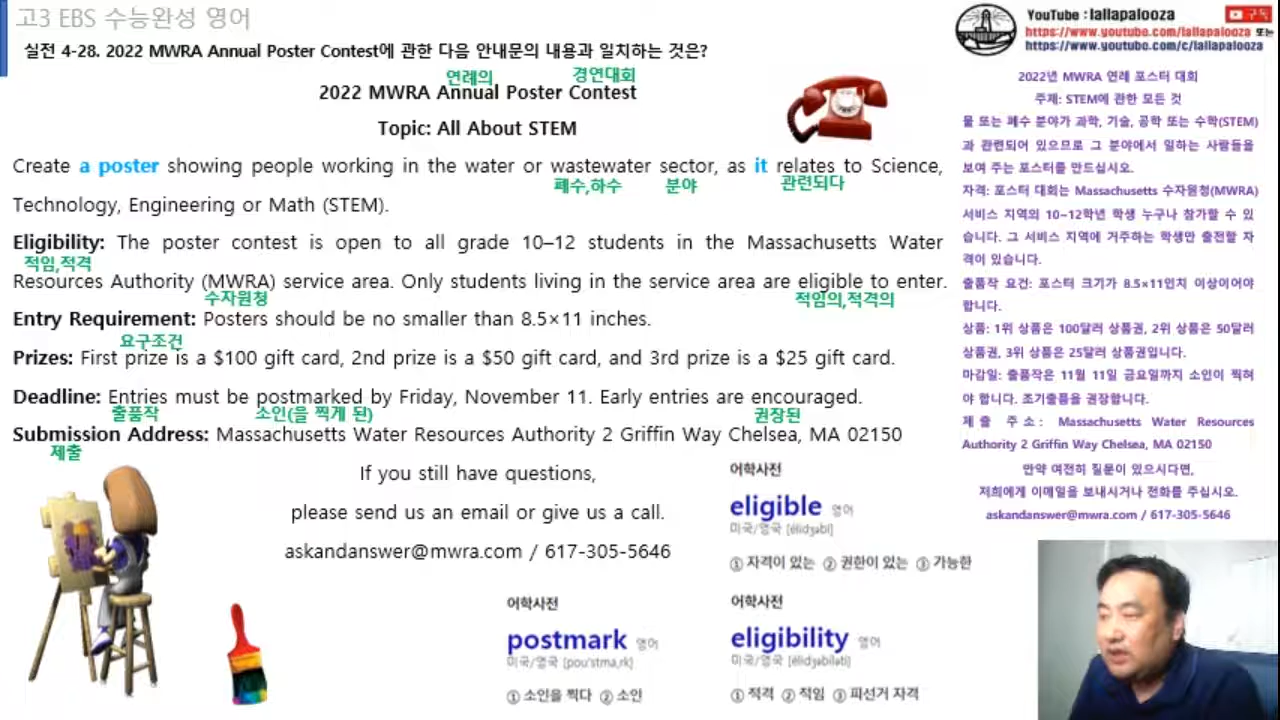 고3 EBS 수능완성 영어
실전 4-28. 2022 MWRA Annual Poster Contest에 관한 다음 안내문의 내용과 일치하는 것은?
연례의 경연대회
2022 MWRA Annual Poster Contest
Topic: All About STEM
Create a poster showing people working in the water or wastewater sector, as it relates to Science,
폐수,하수 분야 관련되다
Technology, Engineering or Math (STEM).
Eligibility: The poster contest is open to all grade 10–12 students in the Massachusetts Water
적임,적격
Resources Authority (MWRA) service area. Only students living in the service area are eligible to enter.
수자원청 적임의,적격의
Entry Requirement: Posters should be no smaller than 8.5×11 inches.
요구조건
Prizes: First prize is a $100 gift card, 2nd prize is a $50 gift card, and 3rd prize is a $25 gift card.
Deadline: Entries must be postmarked by Friday, November 11. Early entries are encouraged.
출품작 소인(을 찍게 된) 권장된
Submission Address: Massachusetts Water Resources Authority 2 Griffin Way Chelsea, MA 02150
제출
If you still have questions,
please send us an email or give us a call.
askandanswer@mwra.com / 617-305-5646
어학사전
eligible 영어
미국/영국 [élidʒəbl]
① 자격이 있는 ② 권한이 있는 ③ 가능한
어학사전
postmark 영어
미국/영국 [pou'stma,rk]
① 소인을 찍다 ② 소인
어학사전
eligibility 영어
미국/영국 [èlidʒəbíləti]
① 적격 ② 적임 ③ 피선거 자격
YouTube : lallapalooza
구독
https://www.youtube.com/lallapalooza 또는
https://www.youtube.com/c/lallapalooza
2022년 MWRA 연례 포스터 대회
주제: STEM에 관한 모든 것
물 또는 폐수 분야가 과학, 기술, 공학 또는 수학(STEM)
과 관련되어 있으므로 그 분야에서 일하는 사람들을
보여 주는 포스터를 만드십시오.
자격: 포스터 대회는 Massachusetts 수자원청(MWRA)
서비스 지역의 10-12학년 학생 누구나 참가할 수 있
습니다. 그 서비스 지역에 거주하는 학생만 출전할 자
격이 있습니다.
출품작 요건: 포스터 크기가 8.5×11인치 이상이어야
합니다.
상품: 1위 상품은 100달러 상품권, 2위 상품은 50달러
상품권, 3위 상품은 25달러 상품권입니다.
마감일: 출품작은 11월 11일 금요일까지 소인이 찍혀
야 합니다. 조기출품을 권장합니다.
제출 주소: Massachusetts Water Resources
Authority 2 Griffin Way Chelsea, MA 02150
만약 여전히 질문이 있으시다면,
저희에게 이메일을 보내시거나 전화를 주십시오.
askandanswer@mwra.com / 617-305-5646